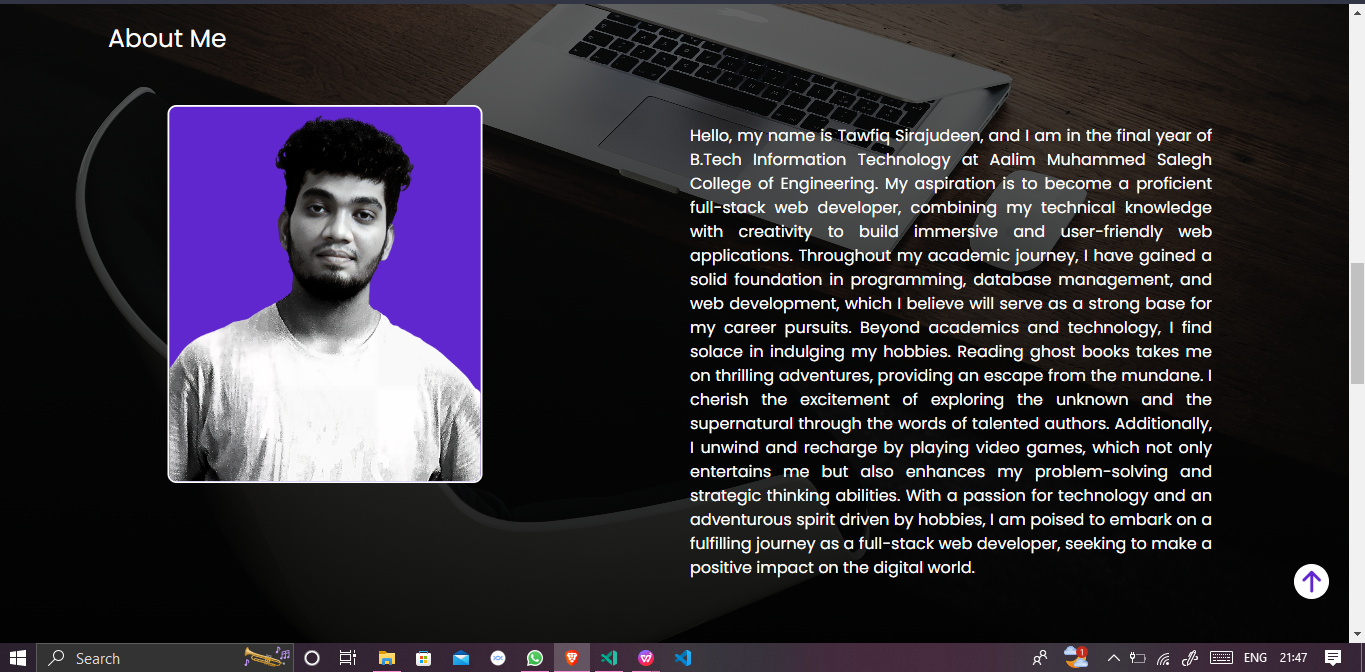 About Me
Hello, my name is Tawfiq Sirajudeen, and I am in the final year of
B.Tech Information Technology at Aalim Muhammed Salegh
College of Engineering. My aspiration is to become a proficient
full-stack web developer, combining my technical knowledge
with creativity to build immersive and user-friendly web
applications. Throughout my academic journey, I have gained a
solid foundation in programming, database management, and
web development, which I believe will serve as a strong base for
my career pursuits. Beyond academics and technology, I find
solace in indulging my hobbies. Reading ghost books takes me
on thrilling adventures, providing an escape from the mundane. I
cherish the excitement of exploring the unknown and the
supernatural through the words of talented authors. Additionally,
I unwind and recharge by playing video games, which not only
entertains me but also enhances my problem-solving and
strategic thinking abilities. With a passion for technology and an
adventurous spirit driven by hobbies, I am poised to embark on a
fulfilling journey as a full-stack web developer, seeking to make a
positive impact on the digital world.
Search
1
ENG
21:47